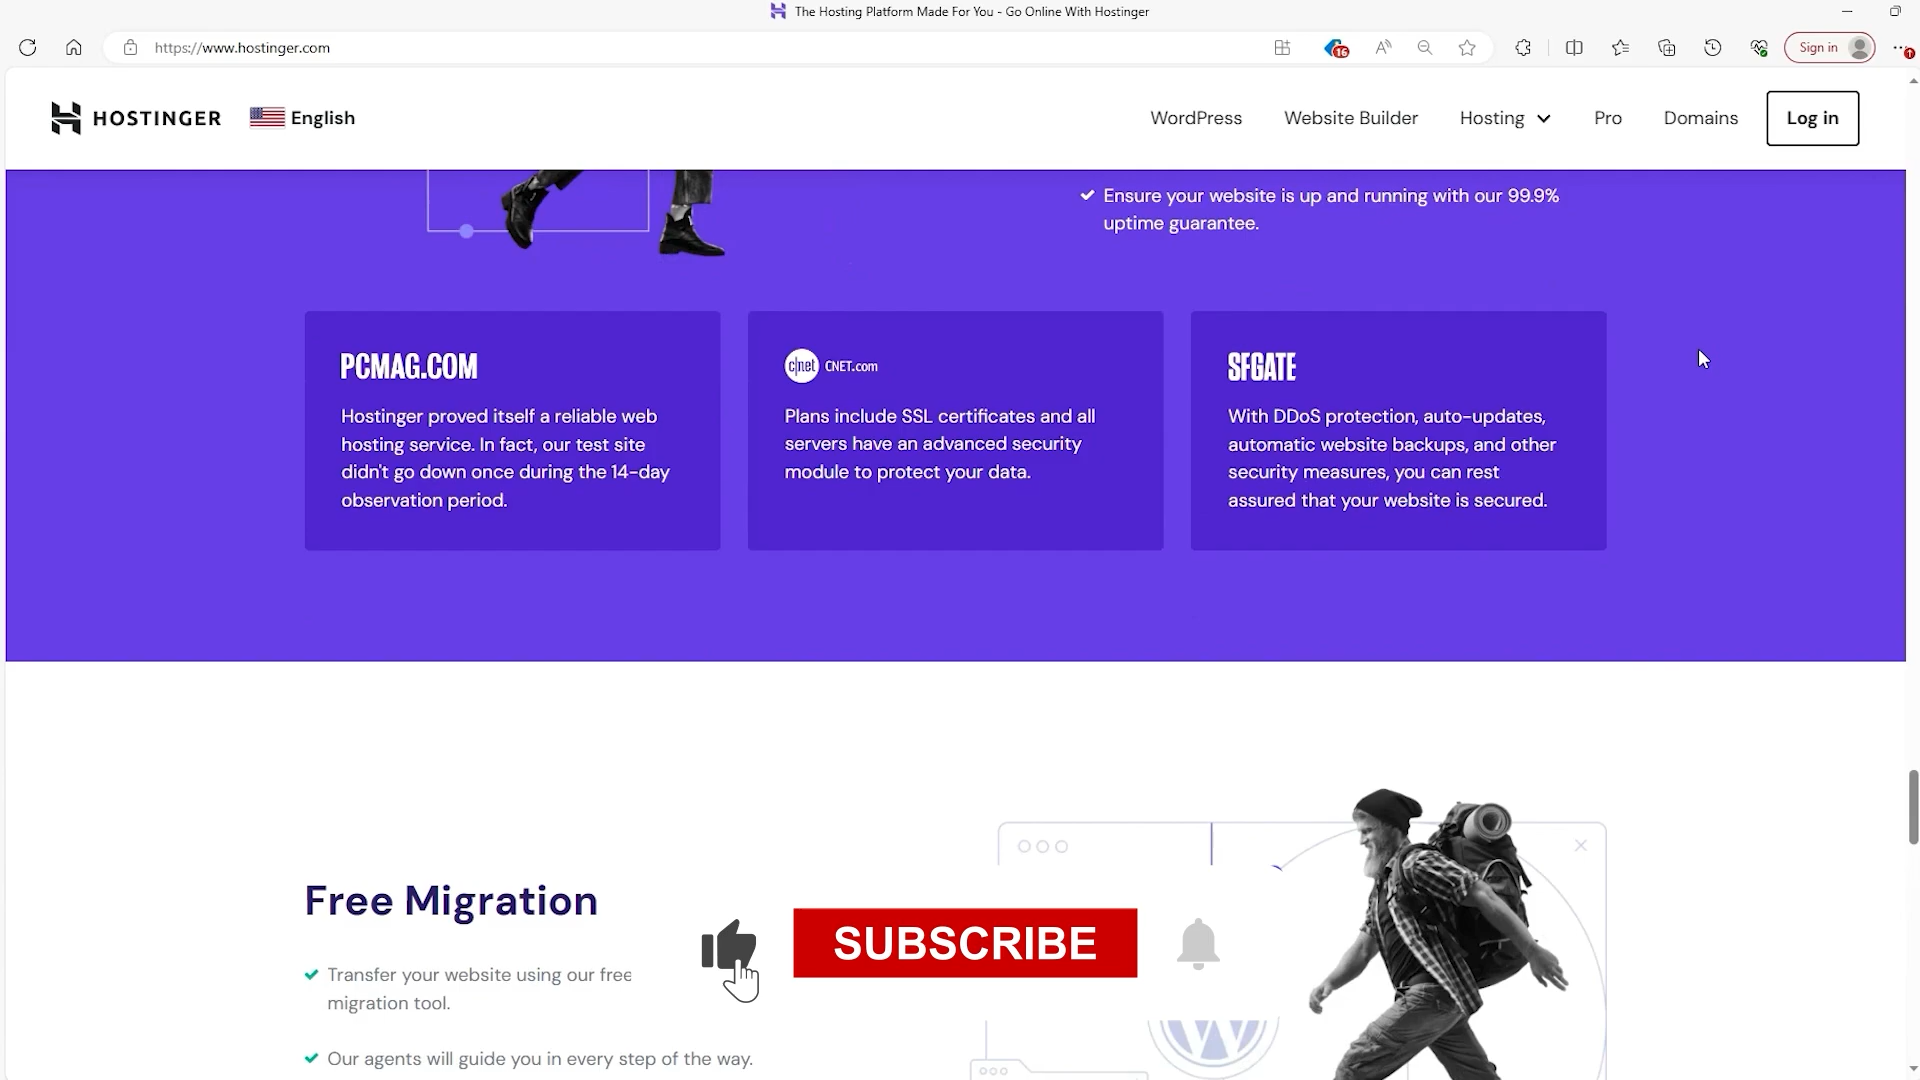 The Hosting Platform Made For You - Go Online With Hostinger
https://www.hostinger.com
16
A
Sign in
HOSTINGER
English
WordPress
Website Builder
Hosting
Pro
Domains
Log in
Ensure your website is up and running with our 99.9%
uptime guarantee.
PCMAG.COM
Hostinger proved itself a reliable web
hosting service. In fact, our test site
didn't go down once during the 14-day
observation period.
c|net CNET.com
Plans include SSL certificates and all
servers have an advanced security
module to protect your data.
SFGATE
With DDoS protection, auto-updates,
automatic website backups, and other
security measures, you can rest
assured that your website is secured.
Free Migration
Transfer your website using our free
migration tool.
Our agents will guide you in every step of the way.
SUBSCRIBE